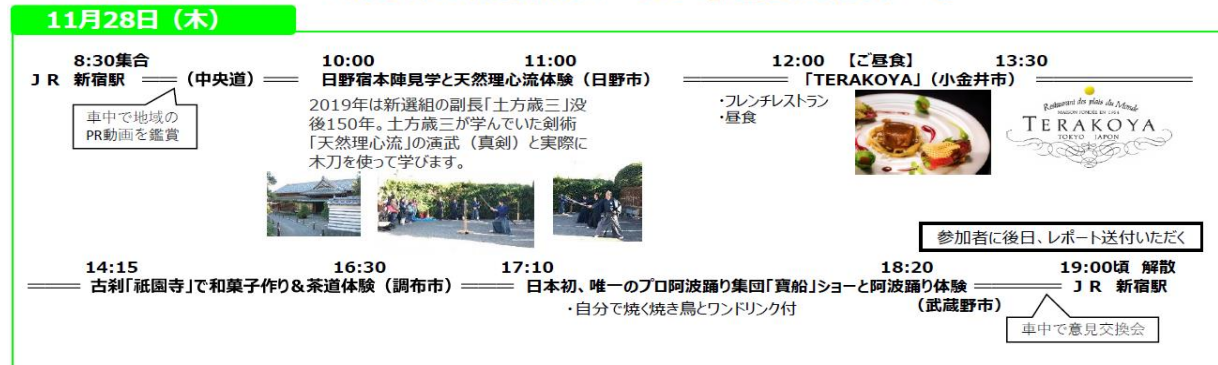 11月28日（木）
8:30集合
10:00
11:00
12:00 【ご昼食】
13:30
ＪＲ 新宿駅
（中央道）
日野宿本陣見学と天然理心流体験（日野市）
「TERAKOYA」（小金井市）
車中で地域の
PR動画を鑑賞
2019年は新選組の副長「土方歳三」没
後150年。土方歳三が学んでいた剣術
「天然理心流」の演武（真剣）と実際に
木刀を使って学びます。
・フレンチレストラン
・昼食
Restaurant des plats du Monde
MAISON FONDÉE EN 1954
TERAKOYA
TOKYO JAPON
参加者に後日、レポート送付いただく
14:15
16:30
17:10
18:20
19:00頃 解散
古刹「祇園寺」で和菓子作り＆茶道体験（調布市）
日本初、唯一のプロ阿波踊り集団「寶船」ショーと阿波踊り体験
（武蔵野市）
ＪＲ 新宿駅
・自分で焼く焼き鳥とワンドリンク付
車中で意見交換会